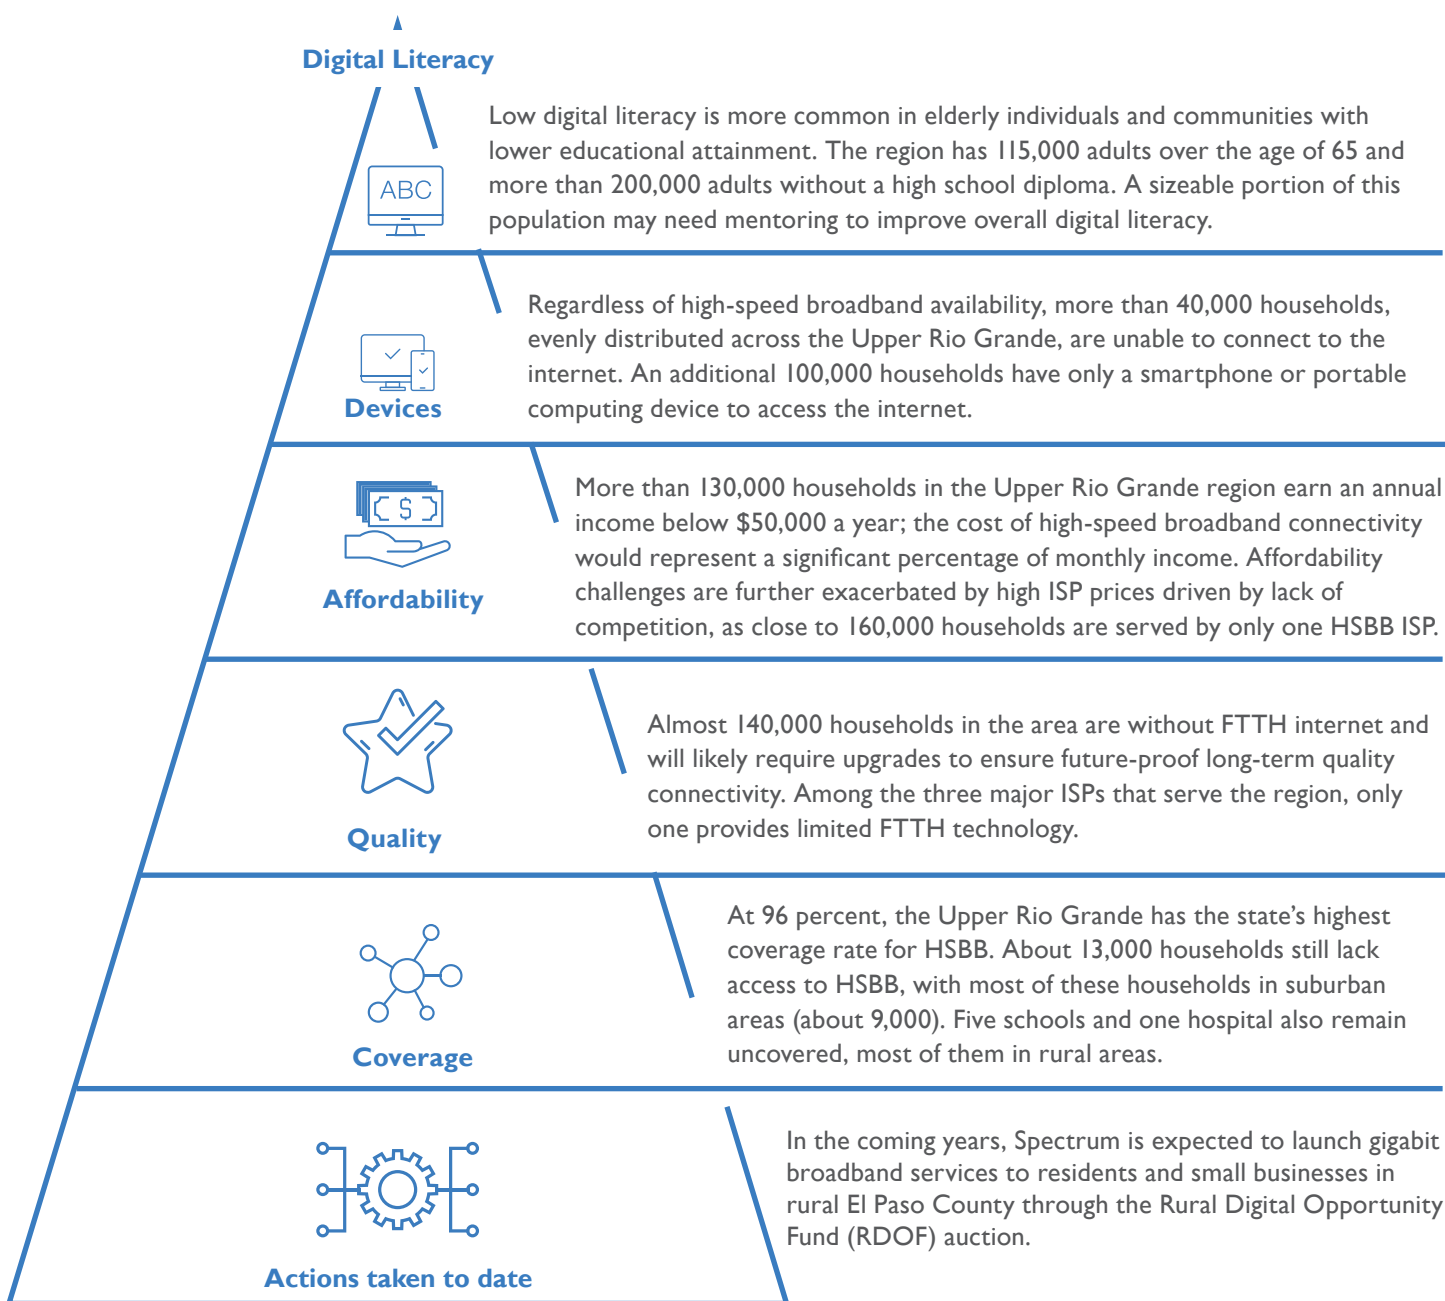 Digital Literacy
Low digital literacy is more common in elderly individuals and communities with
lower educational attainment. The region has 115,000 adults over the age of 65 and
more than 200,000 adults without a high school diploma. A sizeable portion of this
population may need mentoring to improve overall digital literacy.
ABC
Regardless of high-speed broadband availability, more than 40,000 households,
evenly distributed across the Upper Rio Grande, are unable to connect to the
internet. An additional 100,000 households have only a smartphone or portable
computing device to access the internet.
Devices
More than 130,000 households in the Upper Rio Grande region earn an annual
income below $50,000 a year; the cost of high-speed broadband connectivity
would represent a significant percentage of monthly income. Affordability
challenges are further exacerbated by high ISP prices driven by lack of
competition, as close to 160,000 households are served by only one HSBB ISP.
$
Affordability
Almost 140,000 households in the area are without FTTH internet and
will likely require upgrades to ensure future-proof long-term quality
connectivity. Among the three major ISPs that serve the region, only
one provides limited FTTH technology.
Quality
At 96 percent, the Upper Rio Grande has the state’s highest
coverage rate for HSBB. About 13,000 households still lack
access to HSBB, with most of these households in suburban
areas (about 9,000). Five schools and one hospital also remain
uncovered, most of them in rural areas.
Coverage
In the coming years, Spectrum is expected to launch gigabit
broadband services to residents and small businesses in
rural El Paso County through the Rural Digital Opportunity
Fund (RDOF) auction.
Actions taken to date